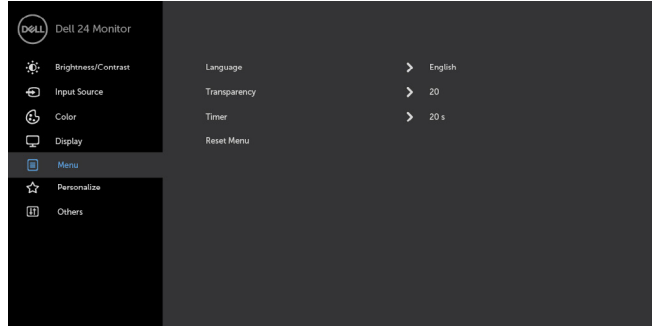 DELL Dell 24 Monitor
Brightness/Contrast
Language English
Input Source
Transparency 20
Color
Timer 20 s
Display
Reset Menu
Menu
Personalize
Others